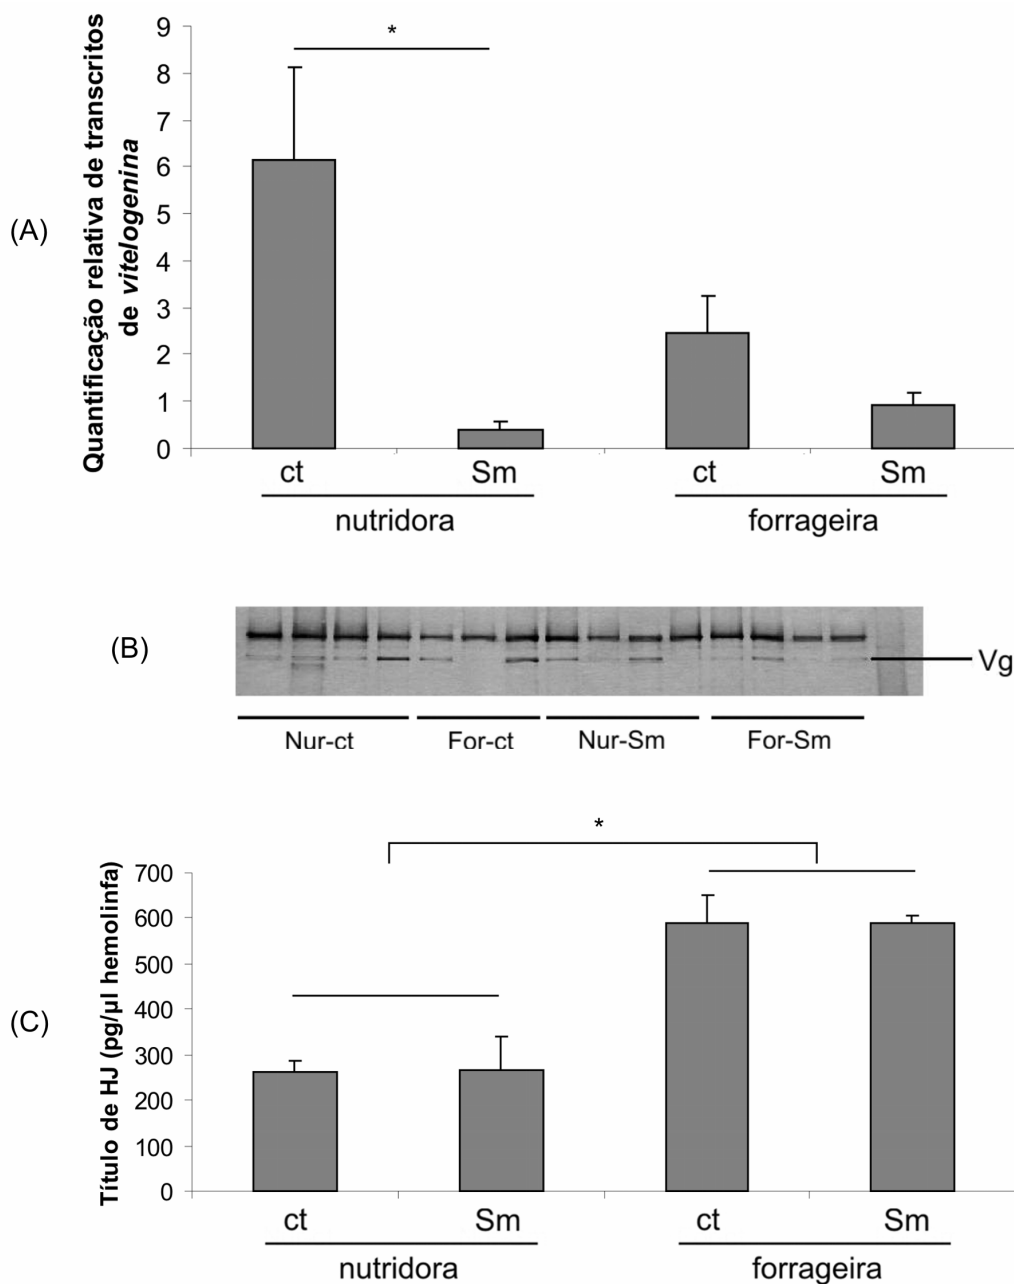 (A)
Quantificação relativa de transcritos
de vitelogenina
9
8
7
6
5
4
3
2
1
0
*
ct
Sm
ct
Sm
nutridora
forrageira
(B)
Vg
Nur-ct
For-ct
Nur-Sm
For-Sm
(C)
Título de HJ (pg/µl hemolinfa)
*
700
600
500
400
300
200
100
0
ct
Sm
ct
Sm
nutridora
forrageira